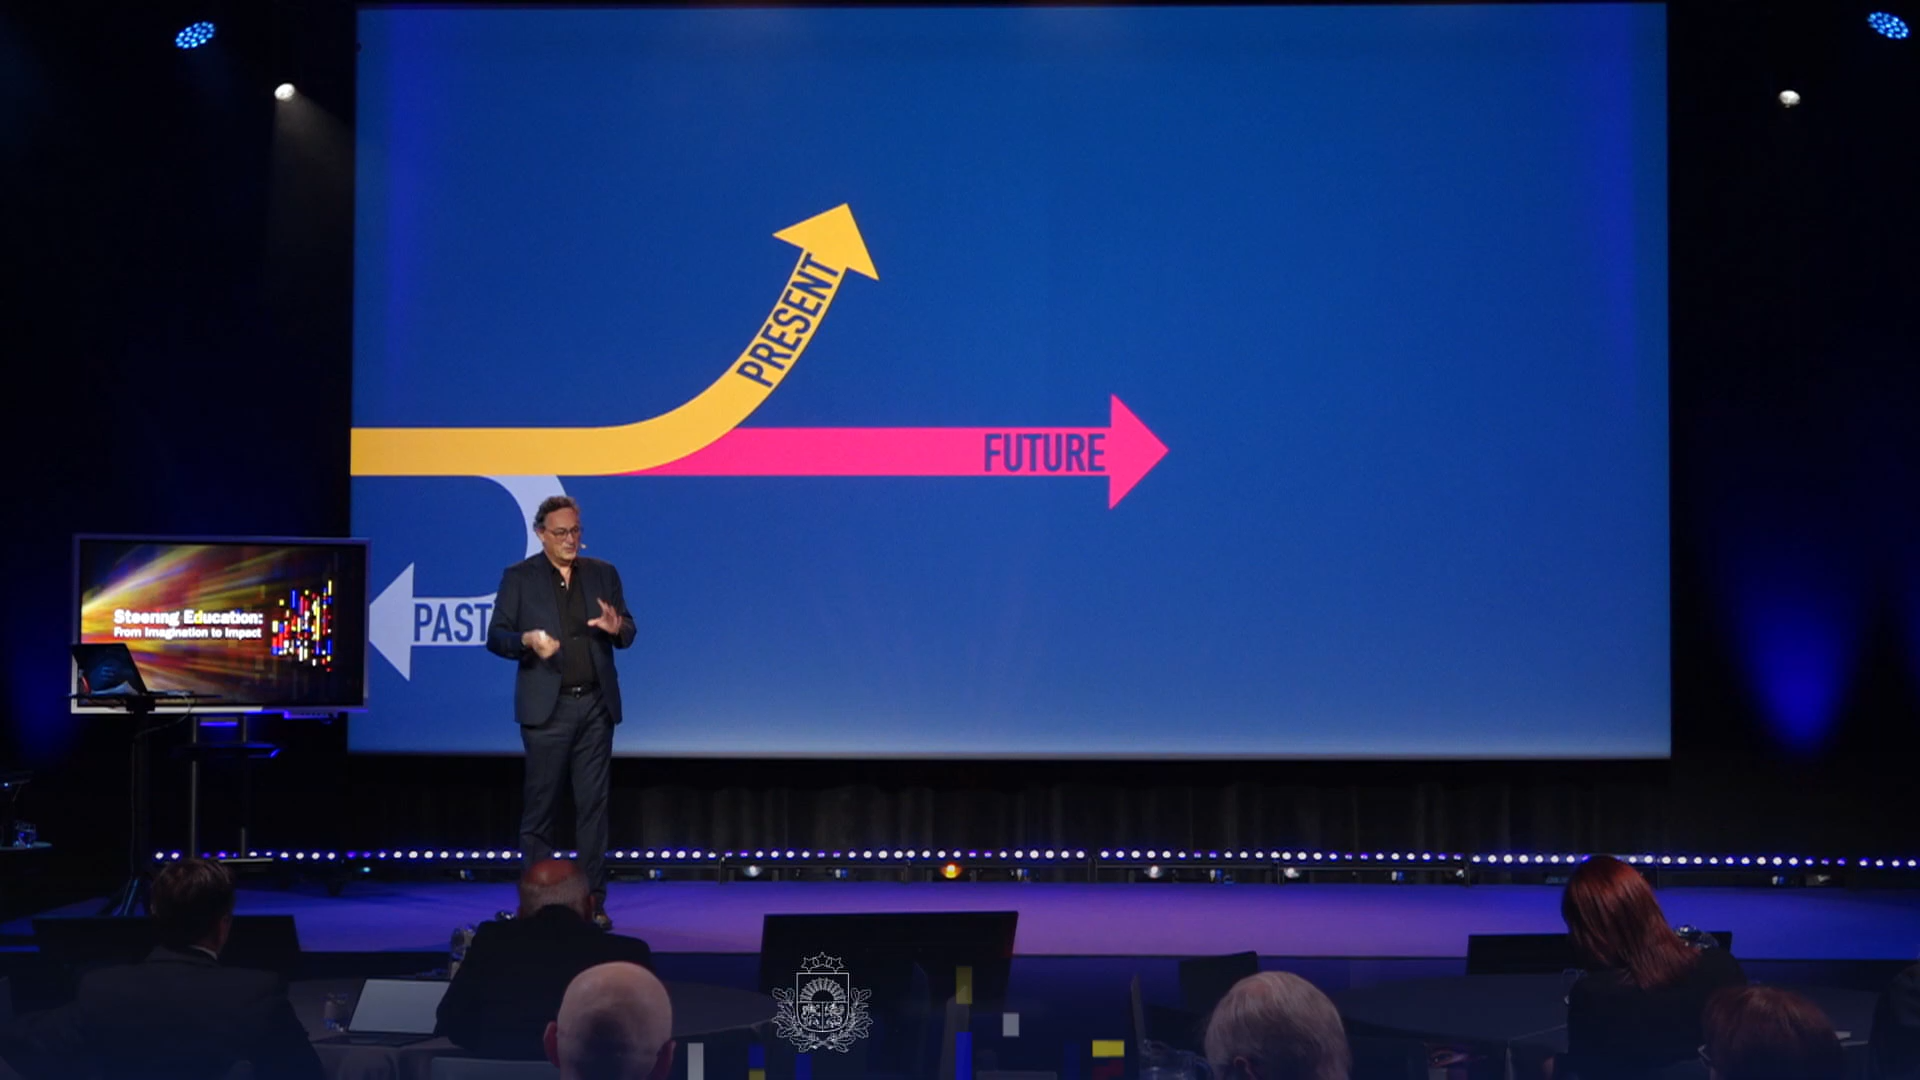 PRESENT
FUTURE
PAST
Steering Education:
From Imagination to Impact